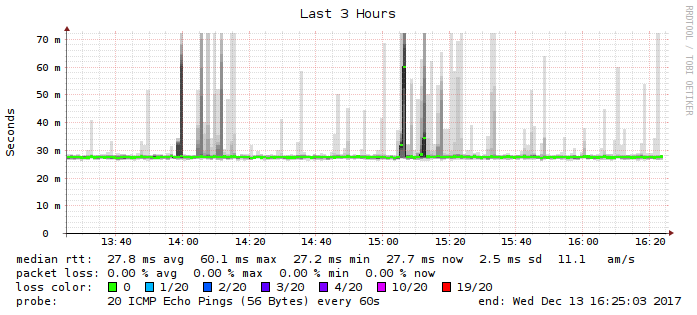 Last 3 Hours
RRDTOOL / TOBI OETIKER
Seconds
70 m
60 m
50 m
40 m
30 m
20 m
10 m
0
13:40 14:00 14:20 14:40 15:00 15:20 15:40 16:00 16:20
median rtt: 27.8 ms avg 60.1 ms max 27.2 ms min 27.7 ms now 2.5 ms sd 11.1 am/s
packet loss: 0.00 % avg 0.00 % max 0.00 % min 0.00 % now
loss color: 0 1/20 2/20 3/20 4/20 10/20 19/20
probe: 20 ICMP Echo Pings (56 Bytes) every 60s end: Wed Dec 13 16:25:03 2017